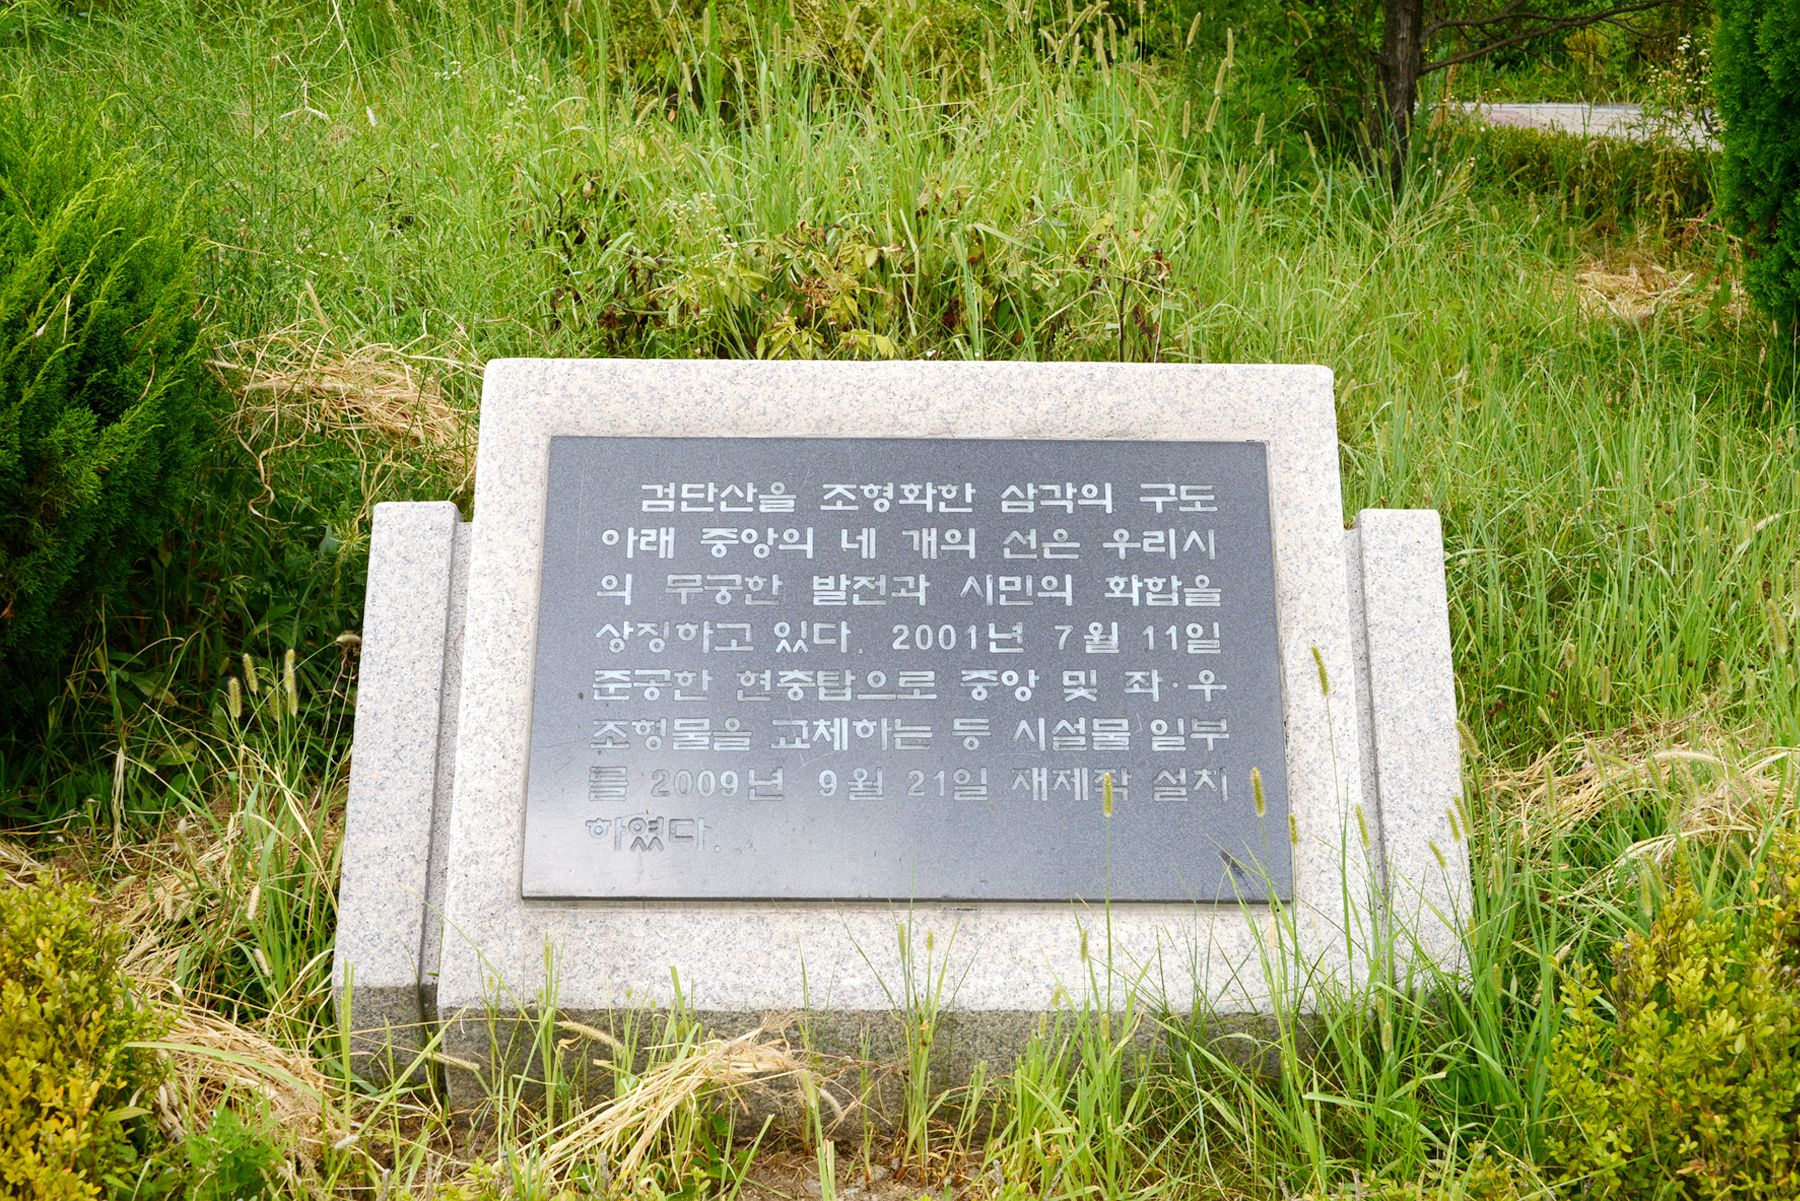 검단산을 조형화한 삼각의 구도
아래 중앙의 네 개의 선은 우리시
의 무궁한 발전과 시민의 화합을
상징하고 있다. 2001년 7월 11일
준공한 현충탑으로 중앙 및 좌·우
조형물을 교체하는 등 시설물 일부
를 2009년 9월 21일 재제작 설치
하였다.